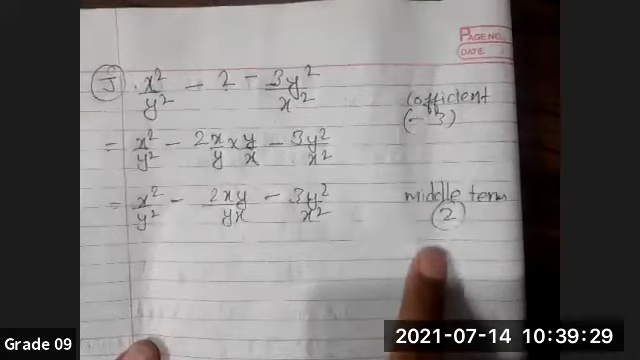 PAGE NO.
DATE
J x²/y² - 2 - 3y²/x²
cofficient
(-3)
= x²/y² - 2x/y × y/x - 3y²/x²
= x²/y² - 2xy/yx - 3y²/x²
middle term
2
Grade 09
2021-07-14 10:39:29